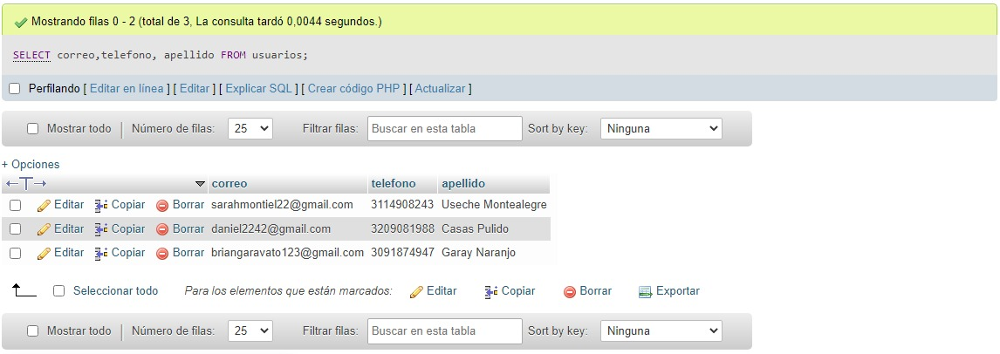 Mostrando filas 0 - 2 (total de 3, La consulta tardó 0,0044 segundos.)
SELECT correo,telefono, apellido FROM usuarios;
Perfilando [ Editar en línea ] [ Editar ] [ Explicar SQL ] [ Crear código PHP ] [ Actualizar ]
Mostrar todo Número de filas: 25 Filtrar filas: Buscar en esta tabla Sort by key: Ninguna
+ Opciones
correo telefono apellido
Editar Copiar Borrar sarahmontiel22@gmail.com 3114908243 Useche Montealegre
Editar Copiar Borrar daniel2242@gmail.com 3209081988 Casas Pulido
Editar Copiar Borrar briangaravato123@gmail.com 3091874947 Garay Naranjo
Seleccionar todo Para los elementos que están marcados: Editar Copiar Borrar Exportar
Mostrar todo Número de filas: 25 Filtrar filas: Buscar en esta tabla Sort by key: Ninguna